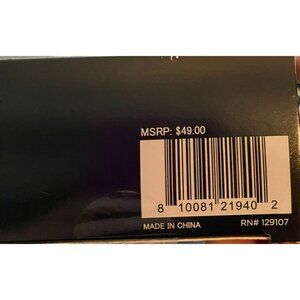 MSRP: $49.00
8 10081 21940 2
MADE IN CHINA RN# 129107